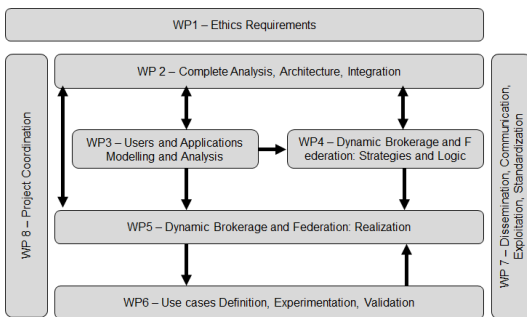 WP1 – Ethics Requirements
WP 2 – Complete Analysis, Architecture, Integration
WP3 – Users and Applications
Modelling and Analysis
WP4 – Dynamic Brokerage and F
ederation: Strategies and Logic
WP5 – Dynamic Brokerage and Federation: Realization
WP6 – Use cases Definition, Experimentation, Validation
WP 8 – Project Coordination
WP 7 – Dissemination, Communication,
Exploitation, Standardization